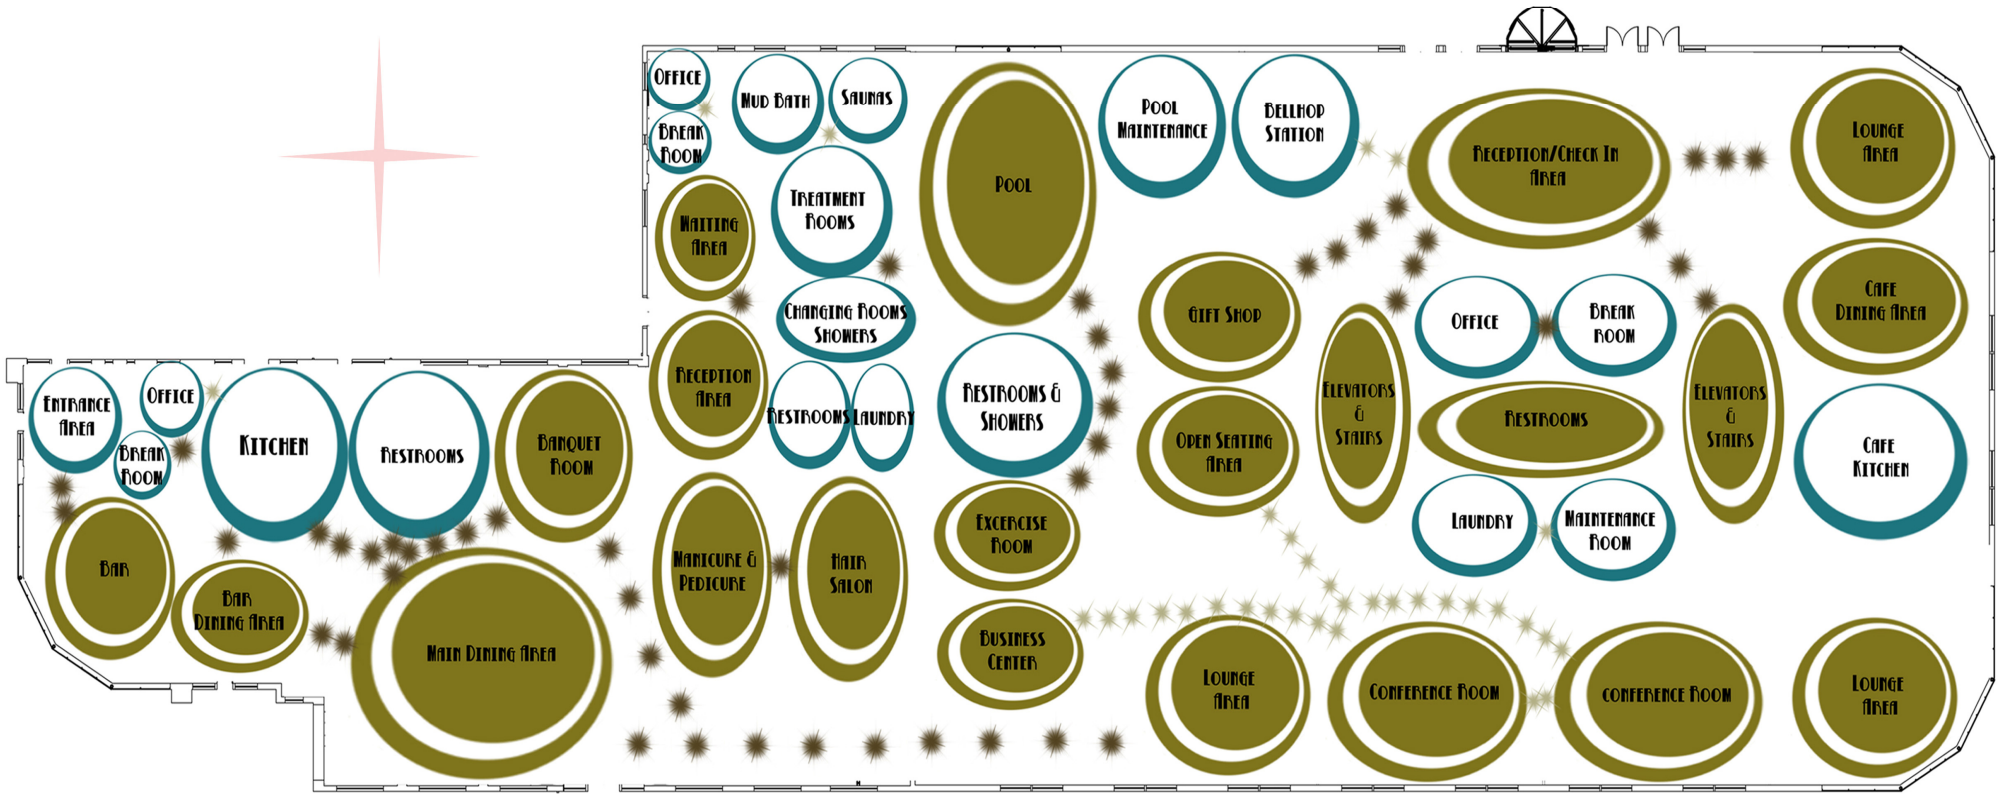 OFFICE
MUD BATH
SAUNAS
BREAK
ROOM
POOL
MAINTENANCE
BELLHOP
STATION
RECEPTION/CHECK IN
AREA
LOUNGE
AREA
WAITING
AREA
TREATMENT
ROOMS
POOL
CHANGING ROOMS
SHOWERS
GIFT SHOP
OFFICE
BREAK
ROOM
CAFE
DINING AREA
RECEPTION
AREA
RESTROOMS
LAUNDRY
RESTROOMS &
SHOWERS
OPEN SEATING
AREA
ELEVATORS
&
STAIRS
RESTROOMS
ELEVATORS
&
STAIRS
CAFE
KITCHEN
ENTRANCE
AREA
OFFICE
BREAK
ROOM
KITCHEN
RESTROOMS
BANQUET
ROOM
LAUNDRY
MAINTENANCE
ROOM
BAR
BAR
DINING AREA
MAIN DINING AREA
MANICURE &
PEDICURE
HAIR
SALON
EXCERCISE
ROOM
BUSINESS
CENTER
LOUNGE
AREA
CONFERENCE ROOM
CONFERENCE ROOM
LOUNGE
AREA